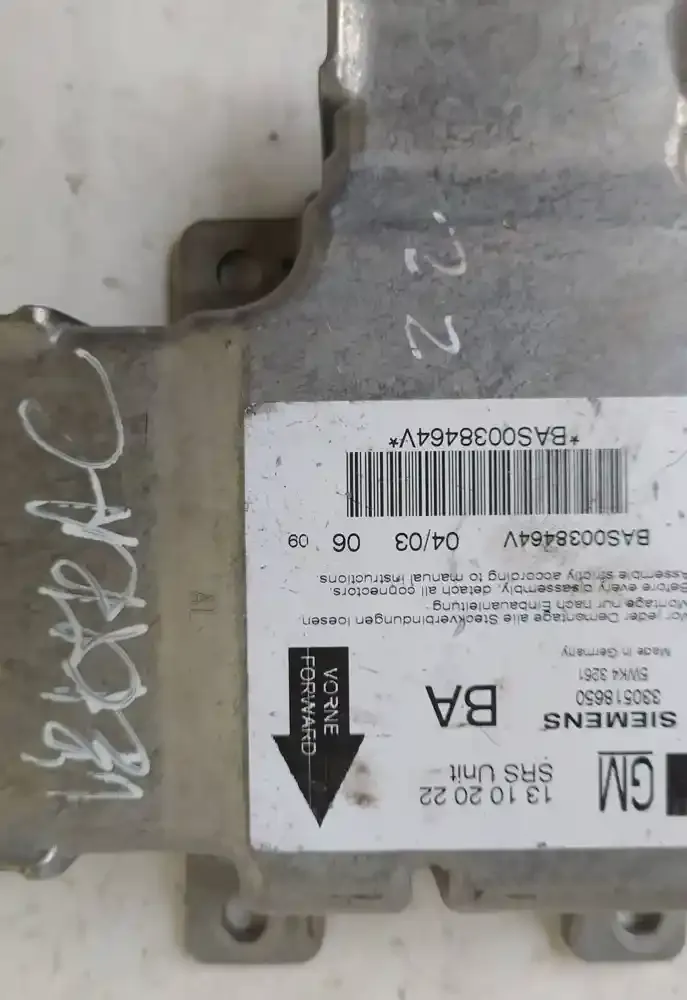 GM
13 10 20 22
SRS Unit
SIEMENS
BA
330518650
5WK4 3261
Made in Germany
VORNE
FORWARD
Vor jeder Demontage alle Steckverbindungen loesen.
Montage nur nach Einbauanleitung.
Before every disassembly, detach all connectors.
Assemble strictly according to manual instructions.
BAS0038464V 04/03 06 09
*BAS0038464V*
22
AL